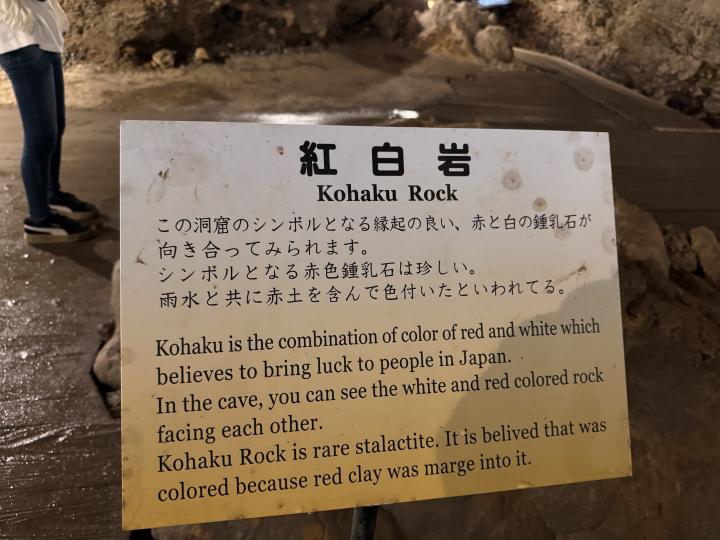 紅白岩
Kohaku Rock
この洞窟のシンボルとなる縁起の良い、赤と白の鍾乳石が
向き合ってみられます。
シンボルとなる赤色鍾乳石は珍しい。
雨水と共に赤土を含んで色付いたといわれてる。
Kohaku is the combination of color of red and white which
believes to bring luck to people in Japan.
In the cave, you can see the white and red colored rock
facing each other.
Kohaku Rock is rare stalactite. It is belived that was
colored because red clay was marge into it.